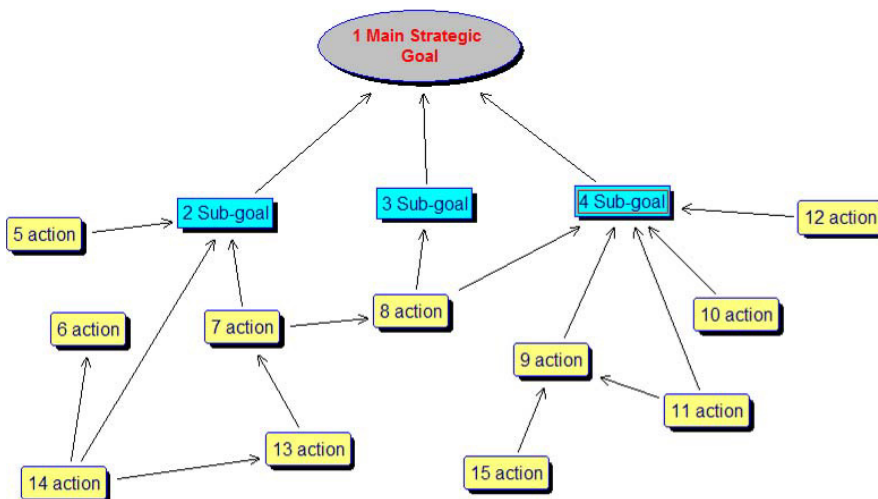 1 Main Strategic
Goal
2 Sub-goal
3 Sub-goal
4 Sub-goal
5 action
12 action
6 action
7 action
8 action
10 action
9 action
11 action
13 action
14 action
15 action